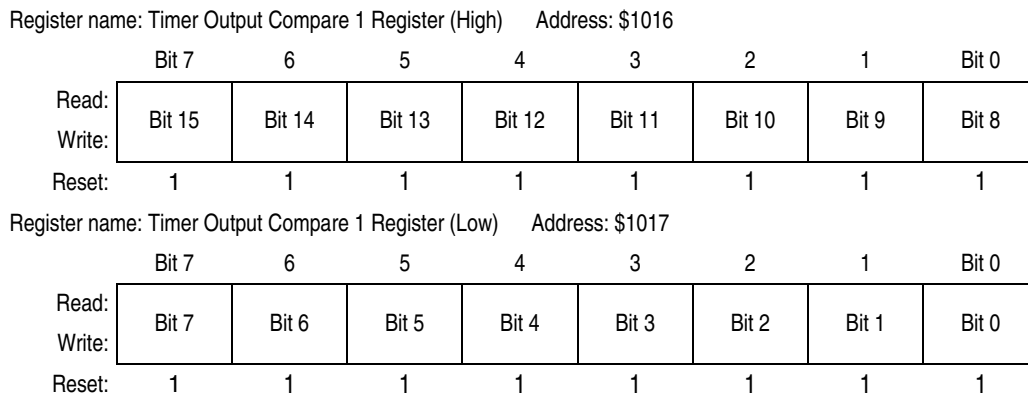 Register name: Timer Output Compare 1 Register (High) Address: $1016
Bit 7 6 5 4 3 2 1 Bit 0
Read:
Bit 15 Bit 14 Bit 13 Bit 12 Bit 11 Bit 10 Bit 9 Bit 8
Write:
Reset: 1 1 1 1 1 1 1 1
Register name: Timer Output Compare 1 Register (Low) Address: $1017
Bit 7 6 5 4 3 2 1 Bit 0
Read:
Bit 7 Bit 6 Bit 5 Bit 4 Bit 3 Bit 2 Bit 1 Bit 0
Write:
Reset: 1 1 1 1 1 1 1 1